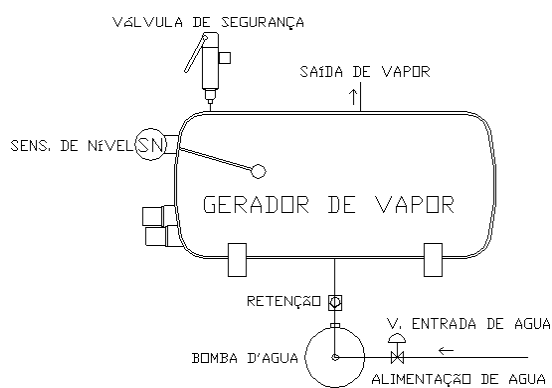 VÁLVULA DE SEGURANÇA
SAÍDA DE VAPOR
SENS. DE NÍVEL SN
GERADOR DE VAPOR
RETENÇÃO
V. ENTRADA DE AGUA
BOMBA D'AGUA
ALIMENTAÇÃO DE AGUA